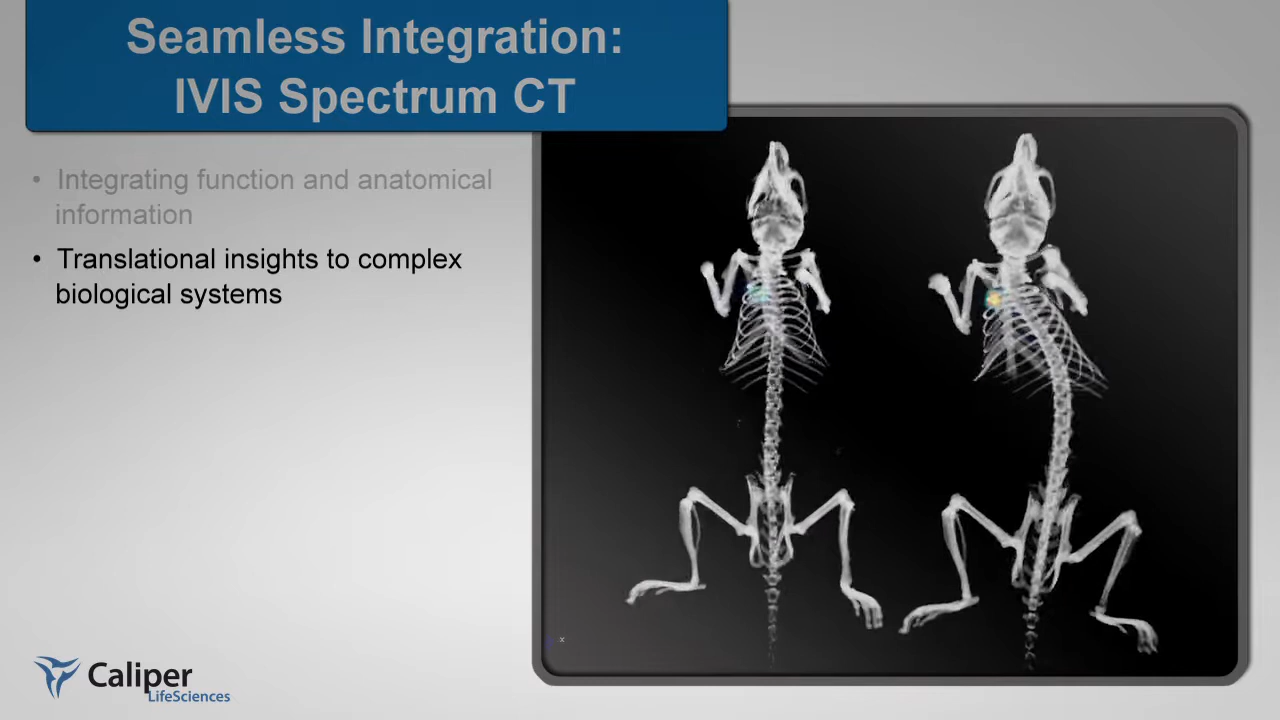 Seamless Integration:
IVIS Spectrum CT
• Integrating function and anatomical
information
• Translational insights to complex
biological systems
x
Caliper
LifeSciences